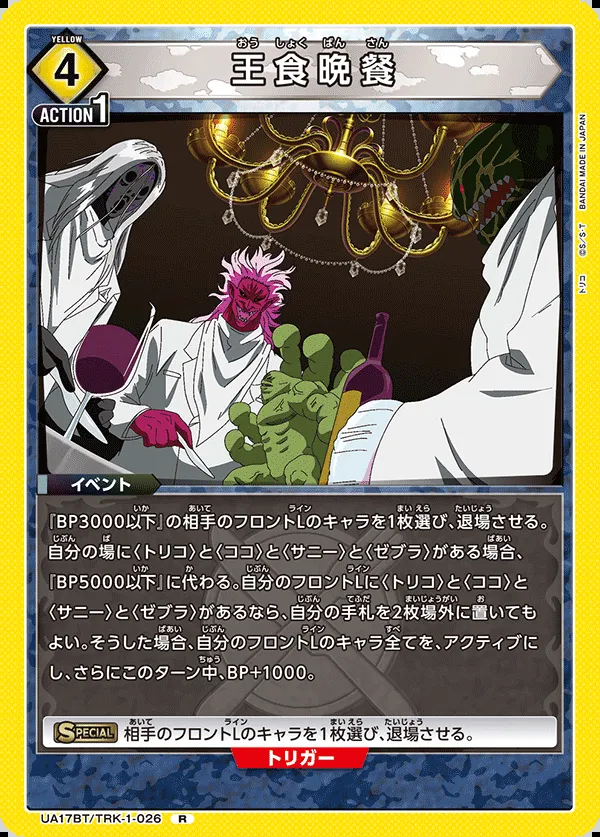 YELLOW
4
ACTION 1
おう しょく ばん さん
王食晩餐
トリコ ©S/S・T BANDAI MADE IN JAPAN
イベント
『BP3000以下』の相手のフロントLのキャラを1枚選び、退場させる。
自分の場に〈トリコ〉と〈ココ〉と〈サニー〉と〈ゼブラ〉がある場合、
『BP5000以下』に代わる。自分のフロントLに〈トリコ〉と〈ココ〉と
〈サニー〉と〈ゼブラ〉があるなら、自分の手札を2枚場外に置いても
よい。そうした場合、自分のフロントLのキャラ全てを、アクティブに
し、さらにこのターン中、BP+1000。
SPECIAL 相手のフロントLのキャラを1枚選び、退場させる。
トリガー
UA17BT/TRK-1-026 R